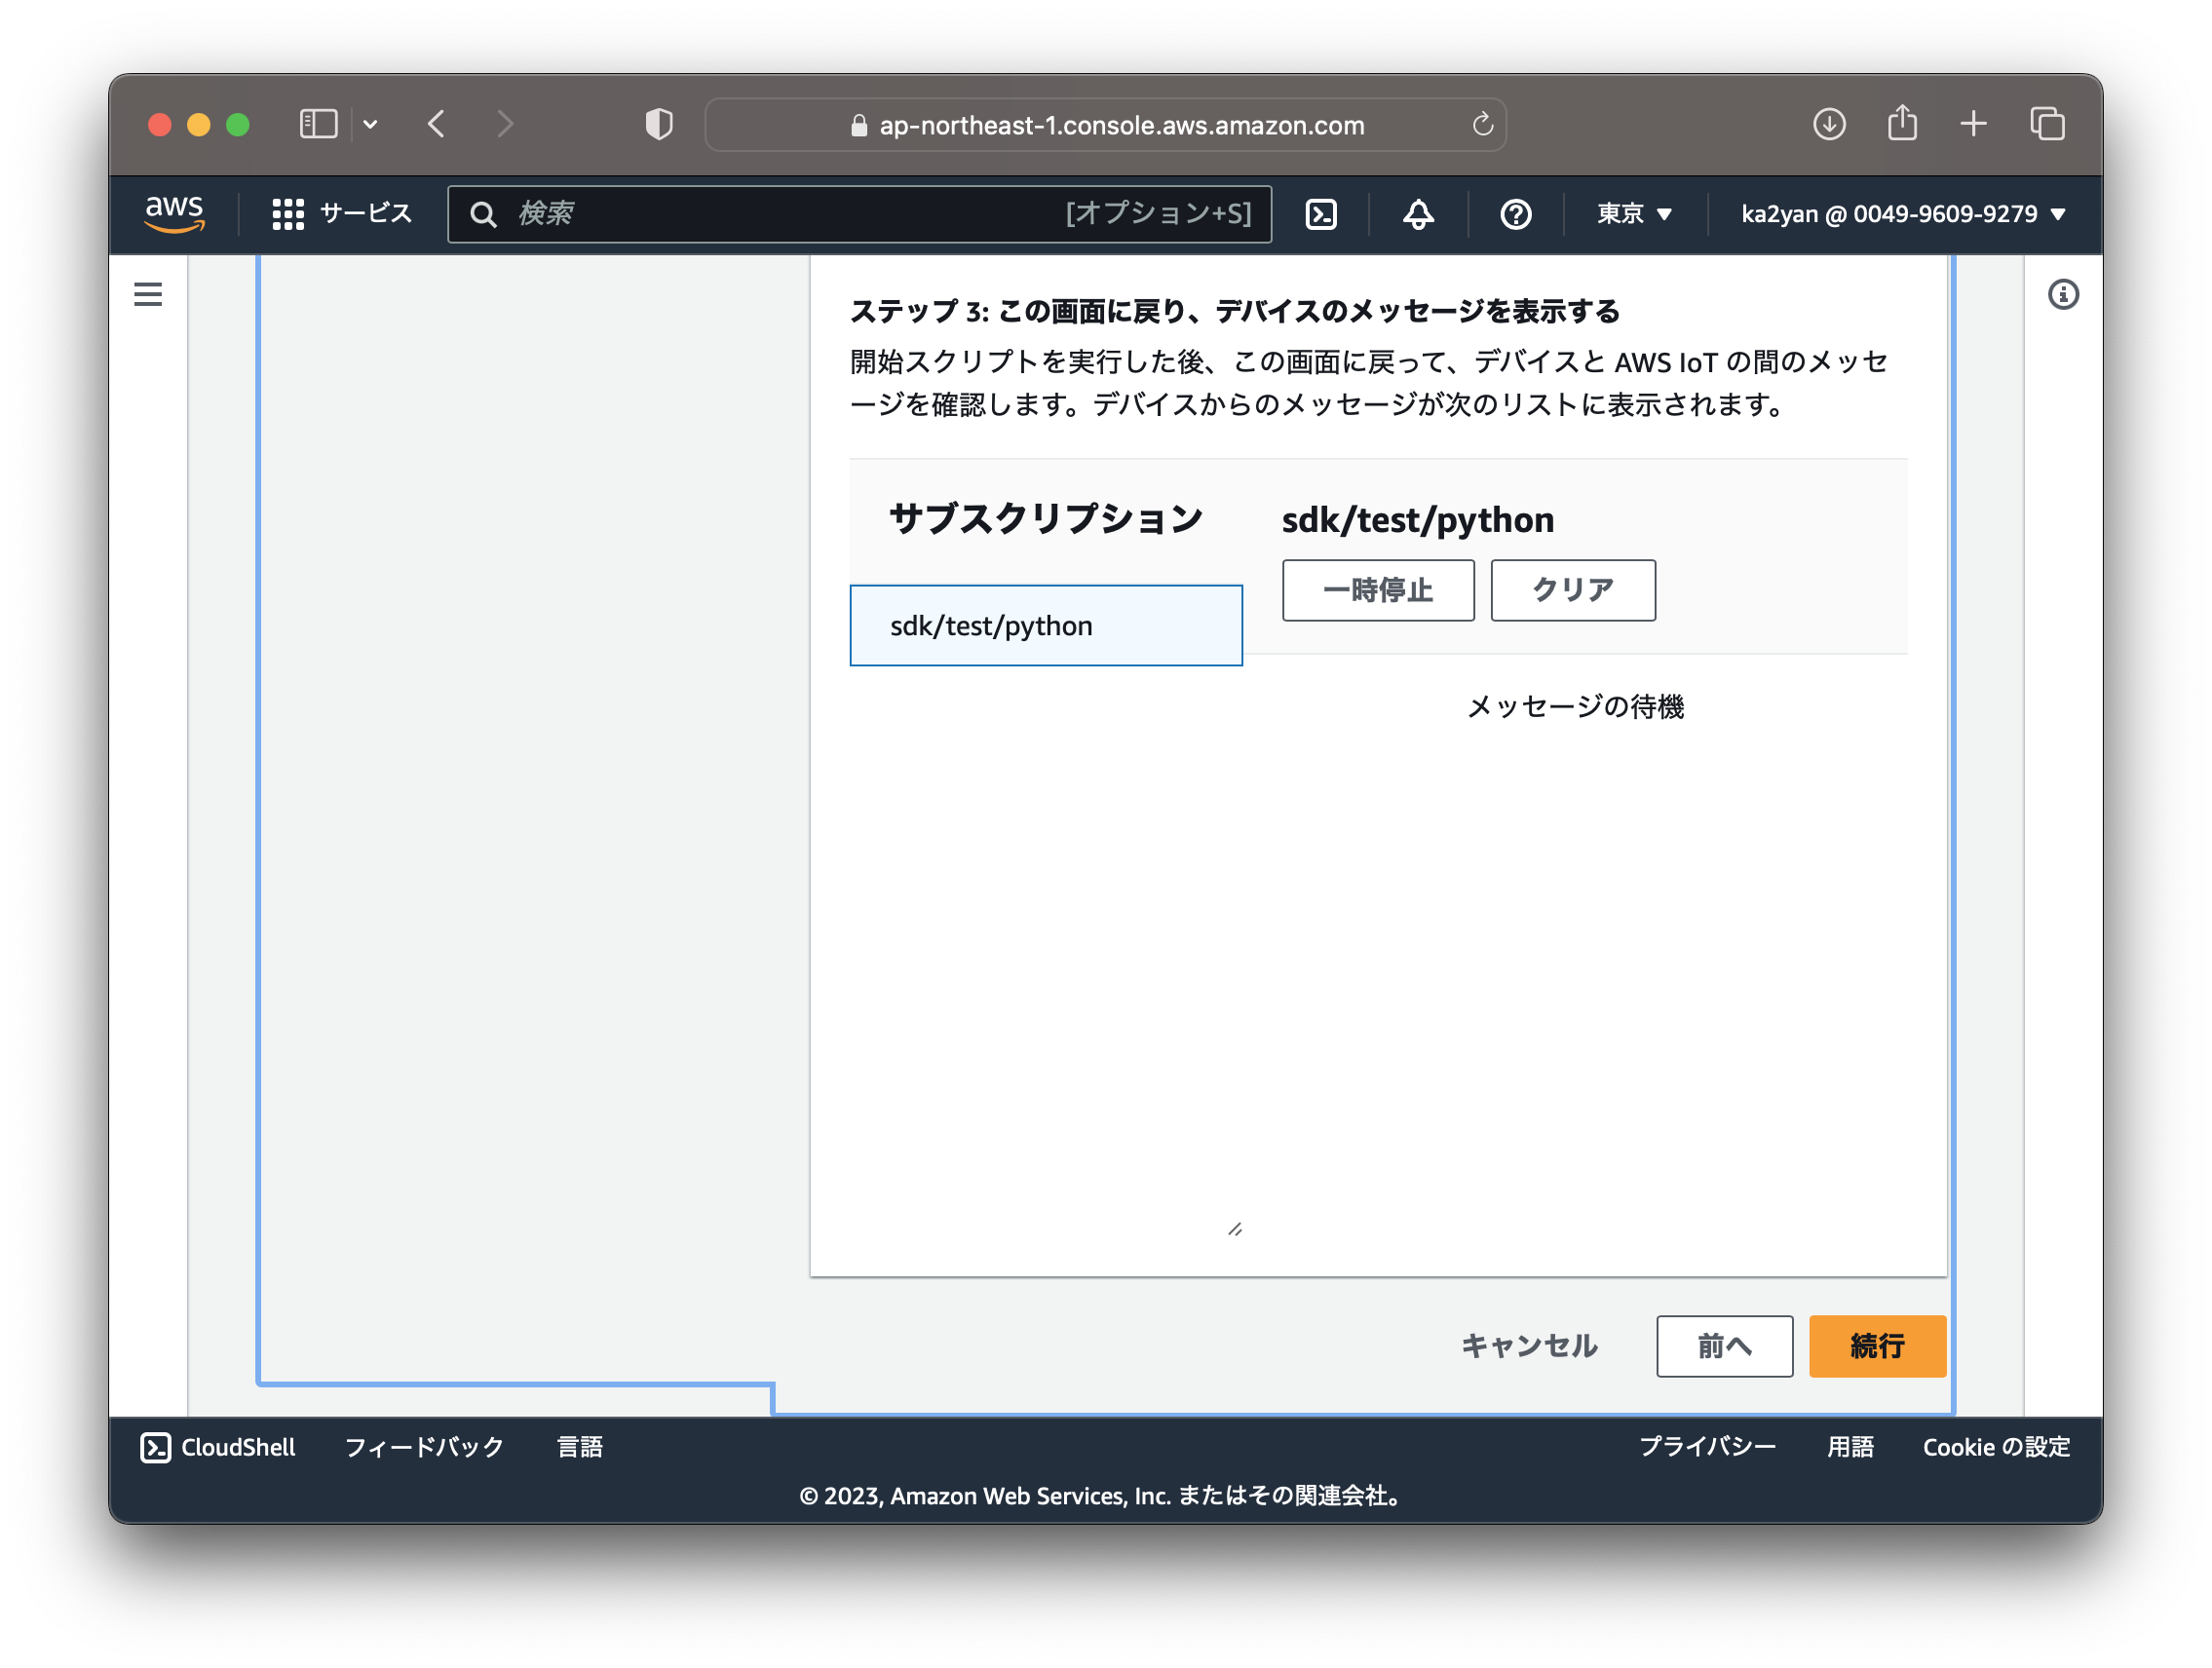 ap-northeast-1.console.aws.amazon.com
aws サービス 検索 [オプション+S] 東京 ka2yan @ 0049-9609-9279
ステップ 3: この画面に戻り、デバイスのメッセージを表示する
開始スクリプトを実行した後、この画面に戻って、デバイスと AWS IoT の間のメッセ
ージを確認します。デバイスからのメッセージが次のリストに表示されます。
サブスクリプション
sdk/test/python
sdk/test/python
一時停止 クリア
メッセージの待機
キャンセル 前へ 続行
CloudShell フィードバック 言語 プライバシー 用語 Cookie の設定
© 2023, Amazon Web Services, Inc. またはその関連会社。